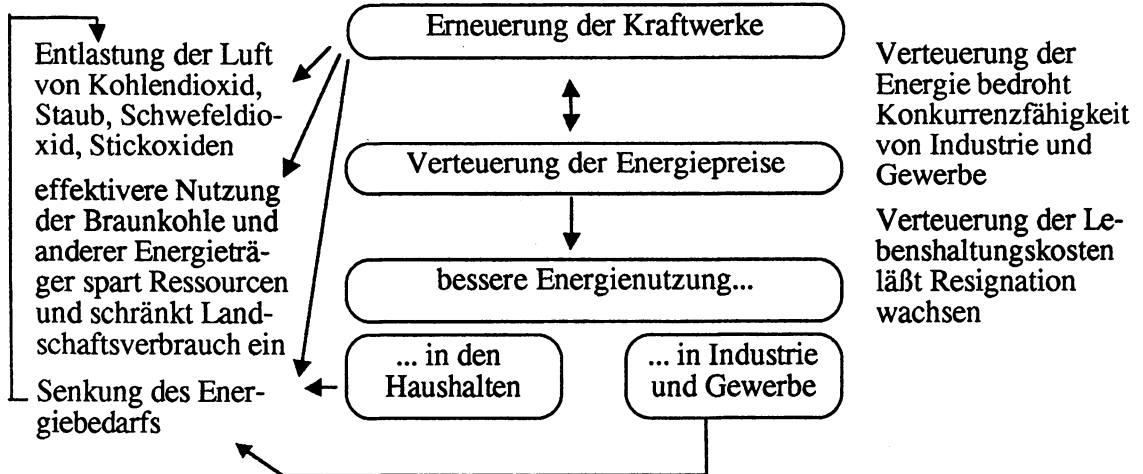 Erneuerung der Kraftwerke
Entlastung der Luft
von Kohlendioxid,
Staub, Schwefeldio-
xid, Stickoxiden
effektivere Nutzung
der Braunkohle und
anderer Energieträ-
ger spart Ressourcen
und schränkt Land-
schaftsverbrauch ein
Senkung des Ener-
giebedarfs
Verteuerung der Energiepreise
bessere Energienutzung...
... in den
Haushalten
... in Industrie
und Gewerbe
Verteuerung der
Energie bedroht
Konkurrenzfähigkeit
von Industrie und
Gewerbe
Verteuerung der Le-
benshaltungskosten
läßt Resignation
wachsen